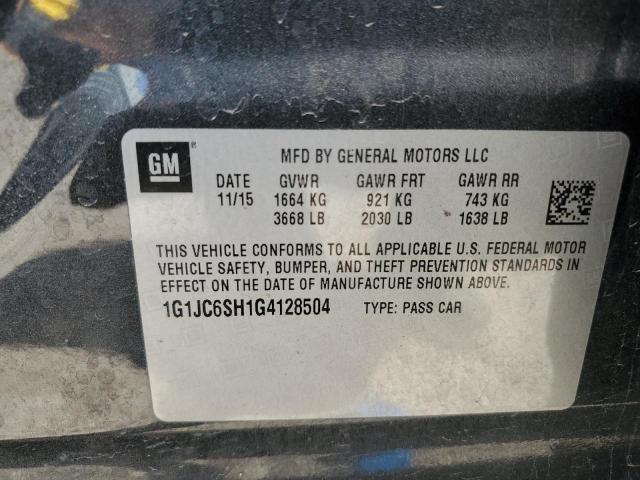 GM
MFD BY GENERAL MOTORS LLC
DATE GVWR GAWR FRT GAWR RR
11/15 1664 KG 921 KG 743 KG
3668 LB 2030 LB 1638 LB
THIS VEHICLE CONFORMS TO ALL APPLICABLE U.S. FEDERAL MOTOR
VEHICLE SAFETY, BUMPER, AND THEFT PREVENTION STANDARDS IN
EFFECT ON THE DATE OF MANUFACTURE SHOWN ABOVE.
1G1JC6SH1G4128504 TYPE: PASS CAR